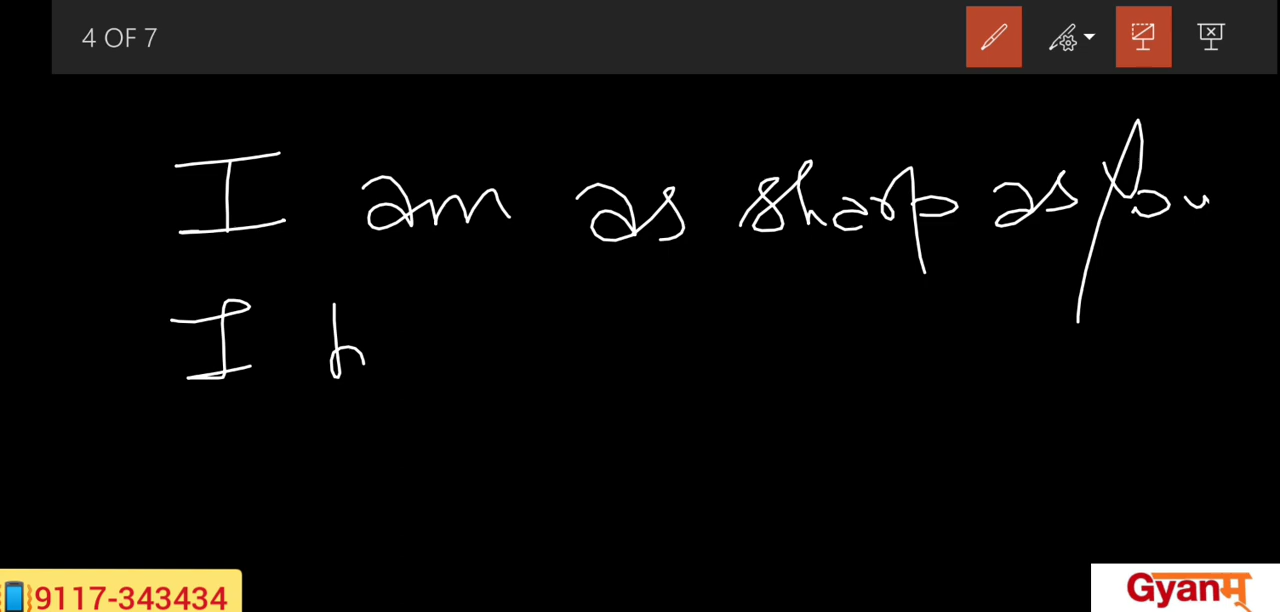 4 OF 7
I am as sharp as you
I h
9117-343434
Gyanम